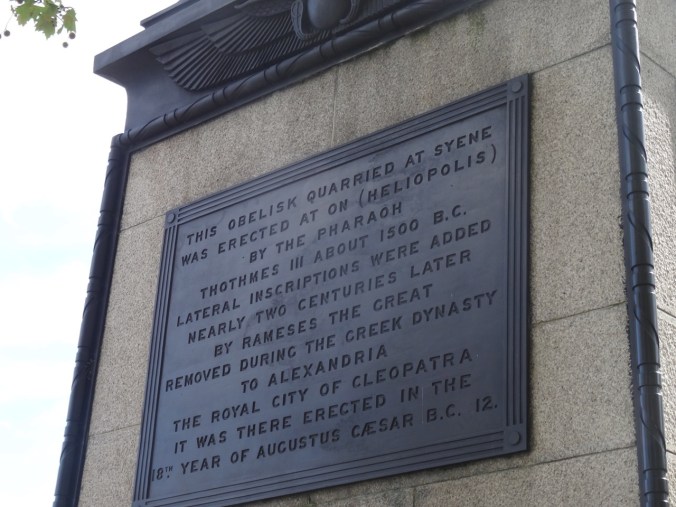 THIS OBELISK QUARRIED AT SYENE
WAS ERECTED AT ON (HELIOPOLIS)
BY THE PHARAOH
THOTHMES III ABOUT 1500 B.C.
LATERAL INSCRIPTIONS WERE ADDED
NEARLY TWO CENTURIES LATER
BY RAMESES THE GREAT
REMOVED DURING THE GREEK DYNASTY
TO ALEXANDRIA
THE ROYAL CITY OF CLEOPATRA
IT WAS THERE ERECTED IN THE
18TH YEAR OF AUGUSTUS CÆSAR B.C. 12.